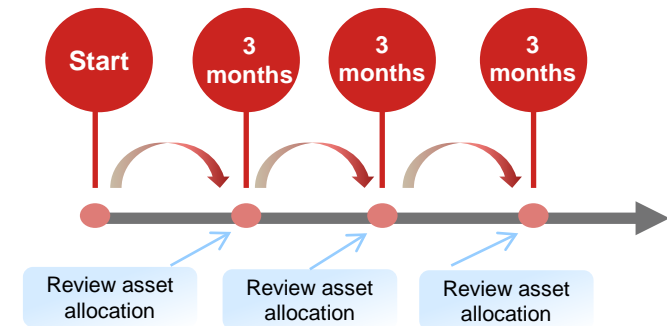 Start
3
months
3
months
3
months
Review asset
allocation
Review asset
allocation
Review asset
allocation